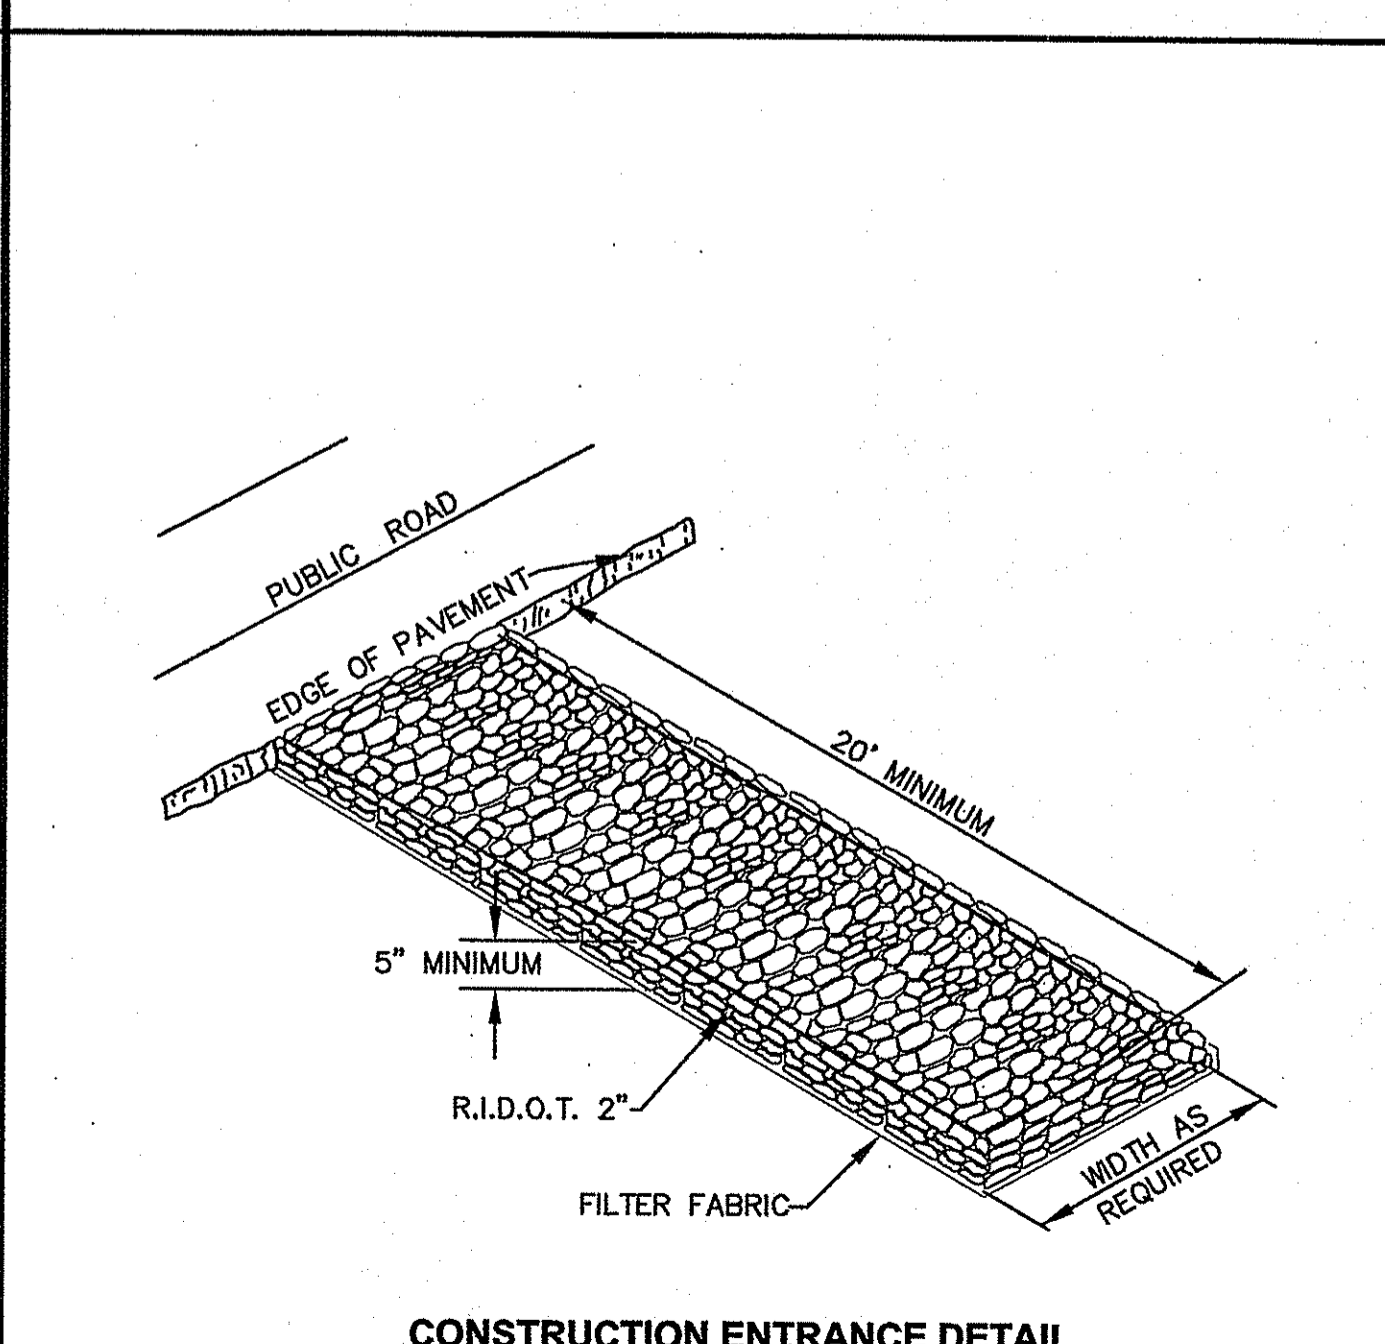 PUBLIC ROAD
EDGE OF PAVEMENT
20' MINIMUM
5" MINIMUM
R.I.D.O.T. 2"
FILTER FABRIC
WIDTH AS
REQUIRED
CONSTRUCTION ENTRANCE DETAIL